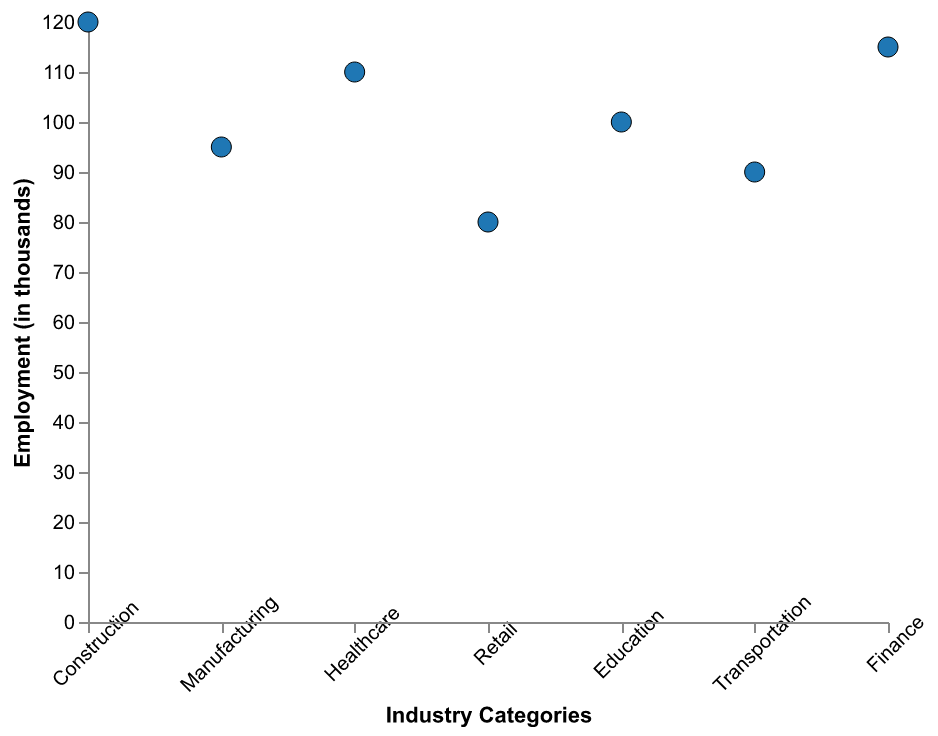 120
110
100
90
80
70
60
50
40
30
20
10
0
Employment (in thousands)
Construction
Manufacturing
Healthcare
Retail
Education
Transportation
Finance
Industry Categories